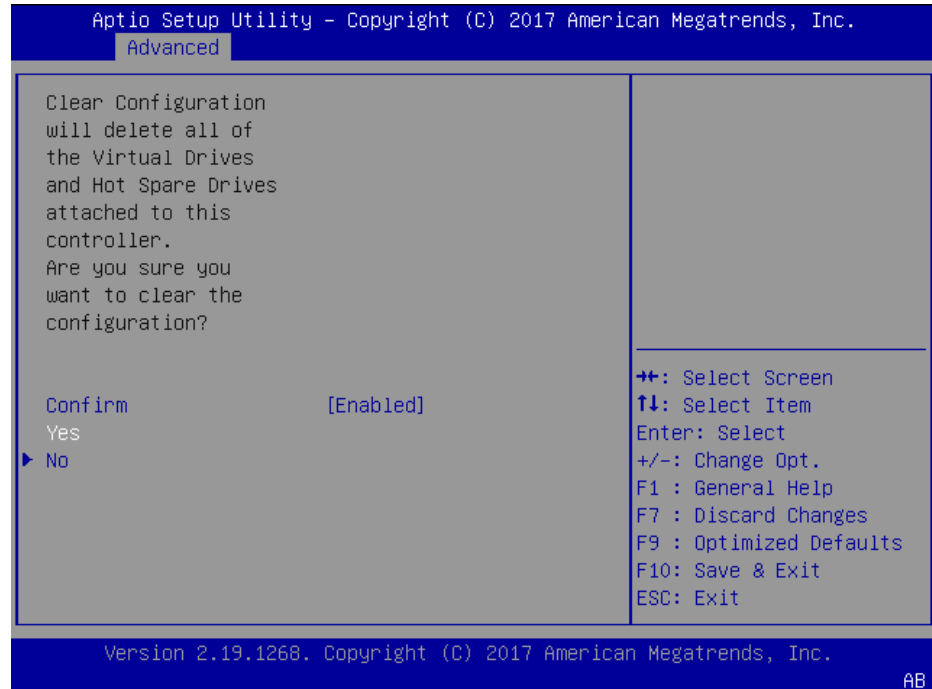 Aptio Setup Utility – Copyright (C) 2017 American Megatrends, Inc.
Advanced
Clear Configuration
will delete all of
the Virtual Drives
and Hot Spare Drives
attached to this
controller.
Are you sure you
want to clear the
configuration?
Confirm [Enabled]
Yes
▶ No
→←: Select Screen
↑↓: Select Item
Enter: Select
+/-: Change Opt.
F1 : General Help
F7 : Discard Changes
F9 : Optimized Defaults
F10: Save & Exit
ESC: Exit
Version 2.19.1268. Copyright (C) 2017 American Megatrends, Inc.
AB